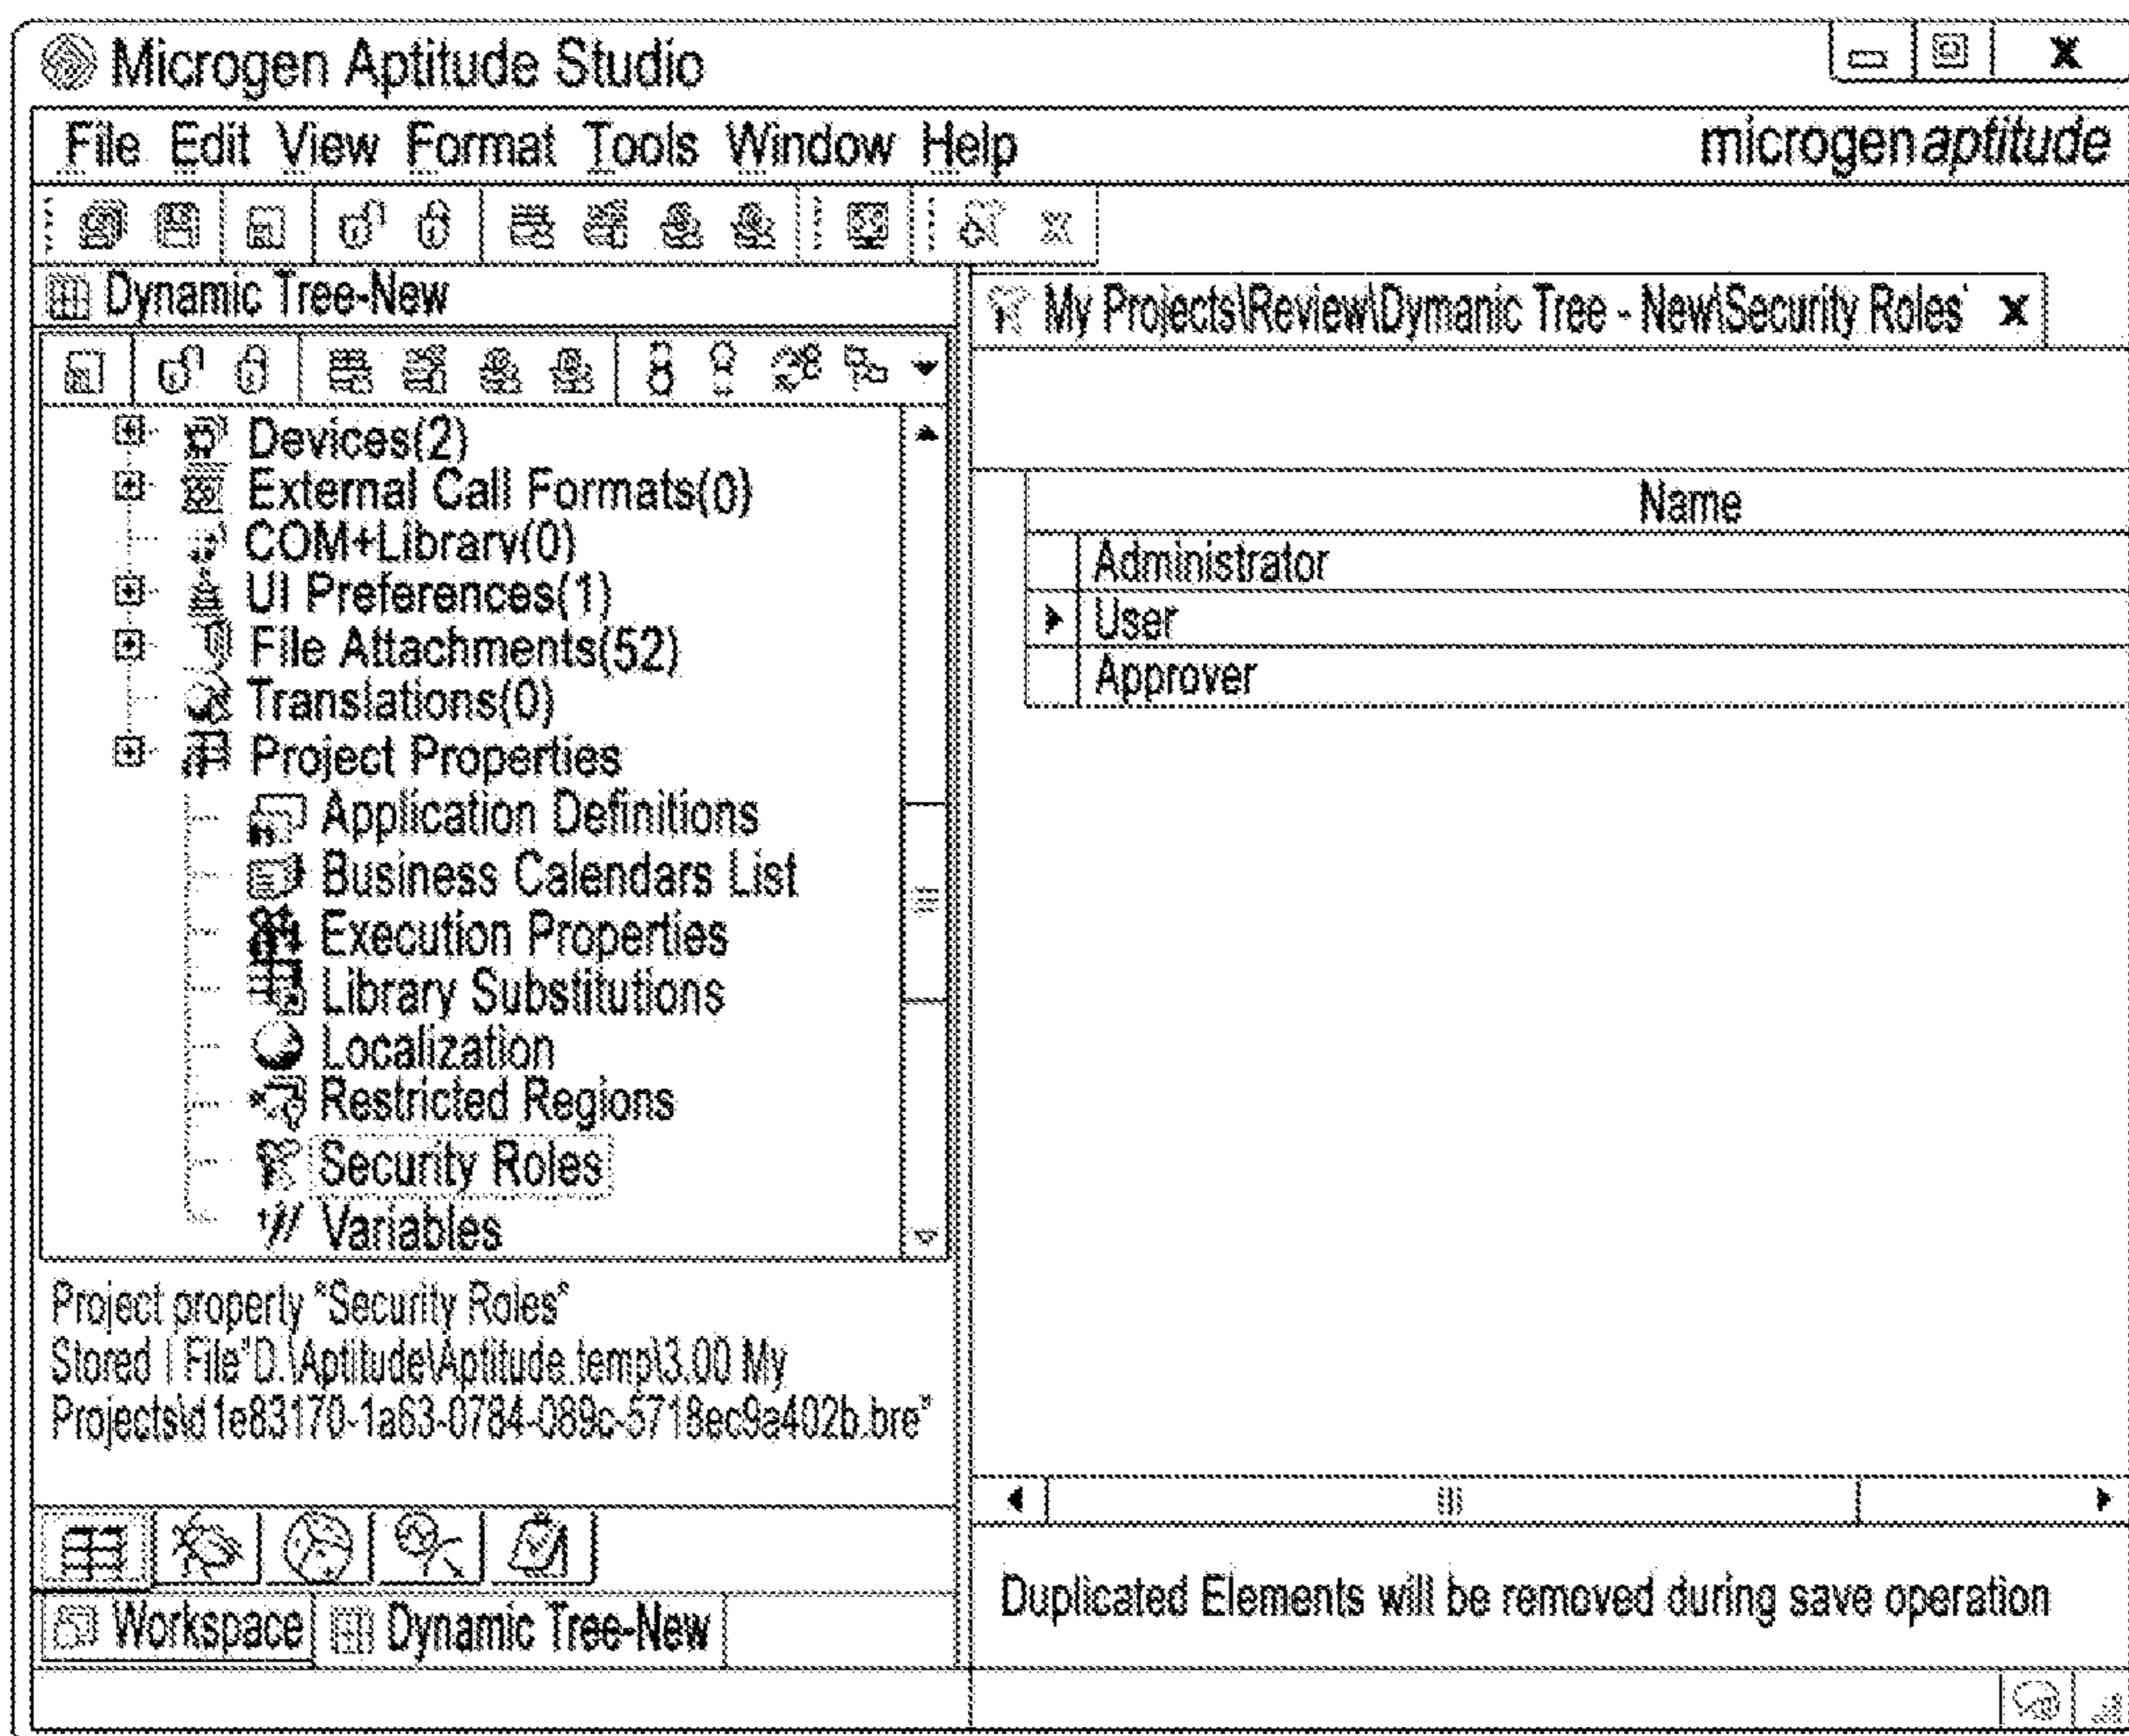 Microgen Aptitude Studio
File Edit View Format Tools Window Help
microgenaptitude
Dynamic Tree-New
My Projects\Review\Dymanic Tree - New\Security Roles*
Devices(2)
External Call Formats(0)
COM+Library(0)
UI Preferences(1)
File Attachments(52)
Translations(0)
Project Properties
Application Definitions
Business Calendars List
Execution Properties
Library Substitutions
Localization
Restricted Regions
Security Roles
Variables
Name
Administrator
User
Approver
Project property "Security Roles"
Stored | File"D.\Aptitude\Aptitude.temp\3.00 My
Projects\d1e83170-1a63-0784-089c-5718ec9a402b.bre"
Workspace
Dynamic Tree-New
Duplicated Elements will be removed during save operation